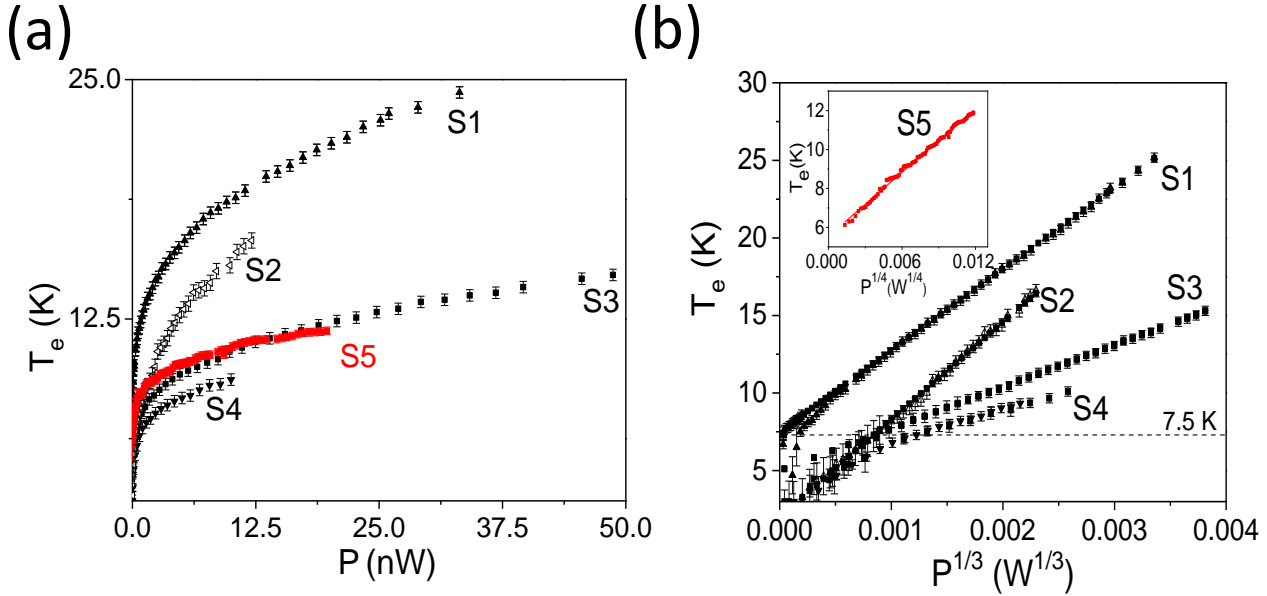 (a)
25.0
12.5
T_e (K)
S1
S2
S3
S5
S4
0.0 12.5 25.0 37.5 50.0
P (nW)
(b)
30
25
20
15
10
5
T_e (K)
S1
S2
S3
S4
7.5 K
0.000 0.001 0.002 0.003 0.004
P^{1/3} (W^{1/3})
12
10
8
6
T_e(K)
S5
0.000 0.006 0.012
P^{1/4}(W^{1/4})